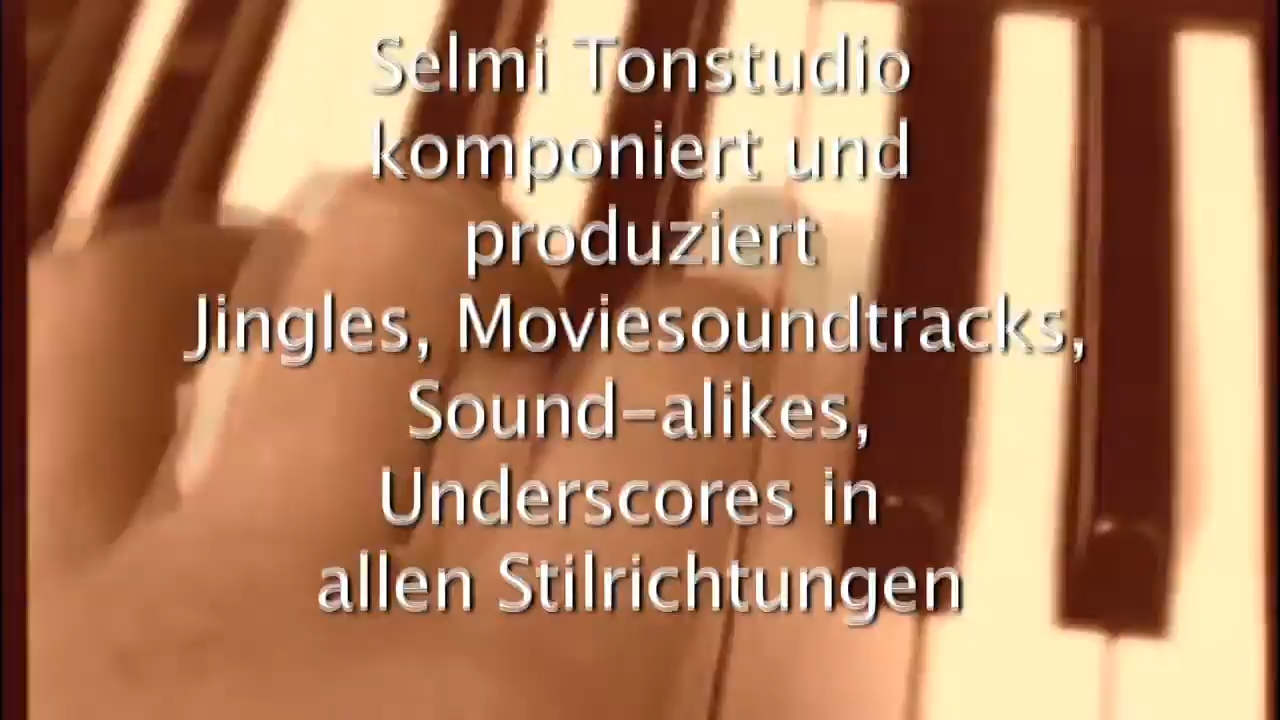 Selmi Tonstudio
komponiert und
produziert
Jingles, Moviesoundtracks,
Sound-alikes,
Underscores in
allen Stilrichtungen